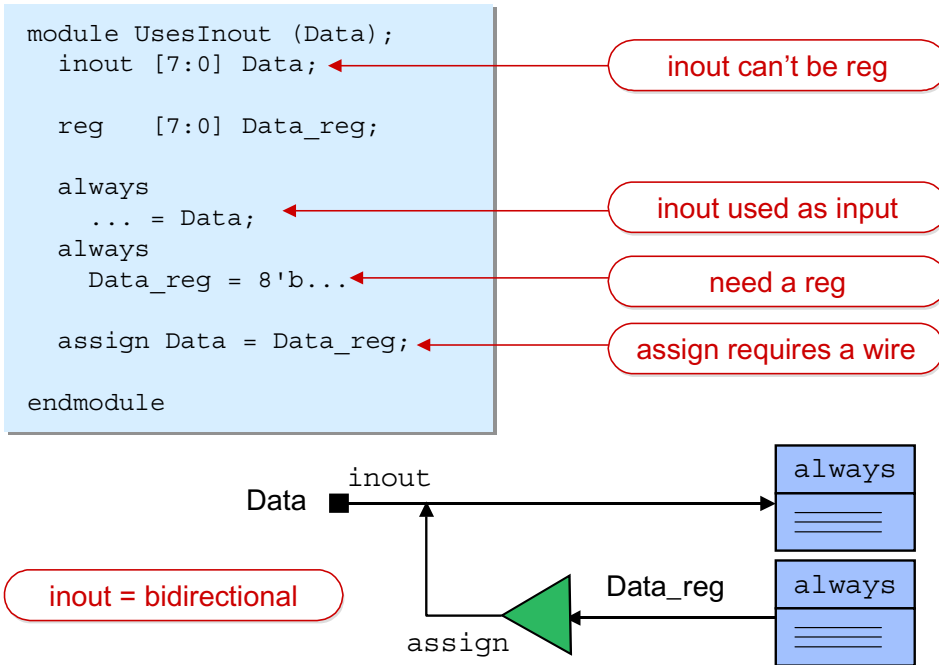 module UsesInout (Data);
inout [7:0] Data;
inout can't be reg
reg [7:0] Data_reg;
always
... = Data;
inout used as input
always
Data_reg = 8'b...
need a reg
assign Data = Data_reg;
assign requires a wire
endmodule
inout
Data
always
inout = bidirectional
Data_reg
always
assign